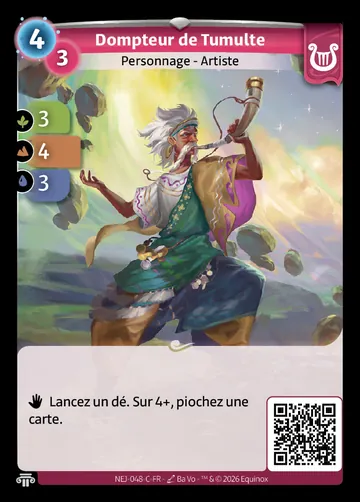 4
Dompteur de Tumulte
3
Personnage - Artiste
3
4
3
Lancez un dé. Sur 4+, piochez une
carte.
NEJ-048-C-FR - Ba Vo - ™ & © 2026 Equinox